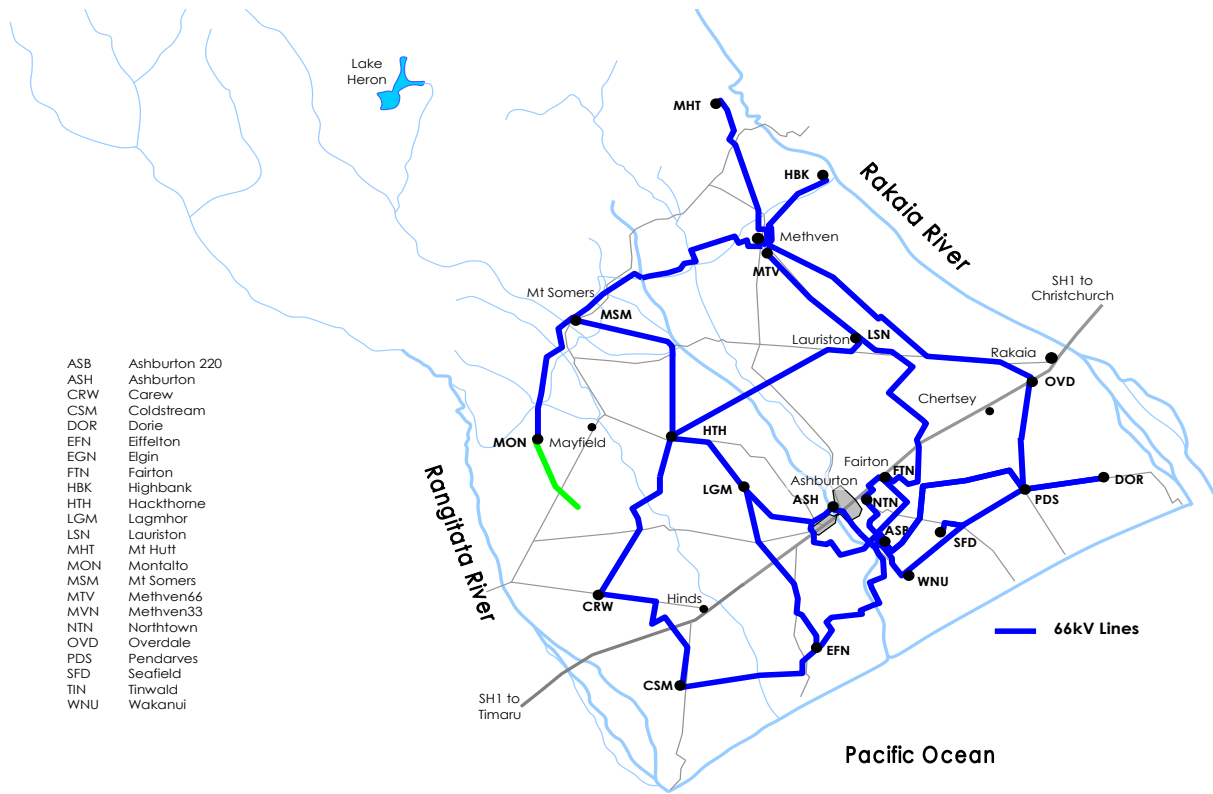 Lake
Heron
MHT
HBK
Rakaia River
Methven
MTV
SH1 to
Christchurch
Mt Somers
MSM
Lauriston
LSN
Rakaia
OVD
Chertsey
ASB Ashburton 220
ASH Ashburton
CRW Carew
CSM Coldstream
DOR Dorie
EFN Eiffelton
EGN Elgin
FTN Fairton
HBK Highbank
HTH Hackthorne
LGM Lagmhor
LSN Lauriston
MHT Mt Hutt
MON Montalto
MSM Mt Somers
MTV Methven66
MVN Methven33
NTN Northtown
OVD Overdale
PDS Pendarves
SFD Seafield
TIN Tinwald
WNU Wakanui
MON
Mayfield
HTH
Fairton
FTN
Ashburton
LGM
ASH
NTN
DOR
PDS
Rangitata River
ASB
SFD
WNU
CRW
Hinds
66kV Lines
EFN
CSM
SH1 to
Timaru
Pacific Ocean